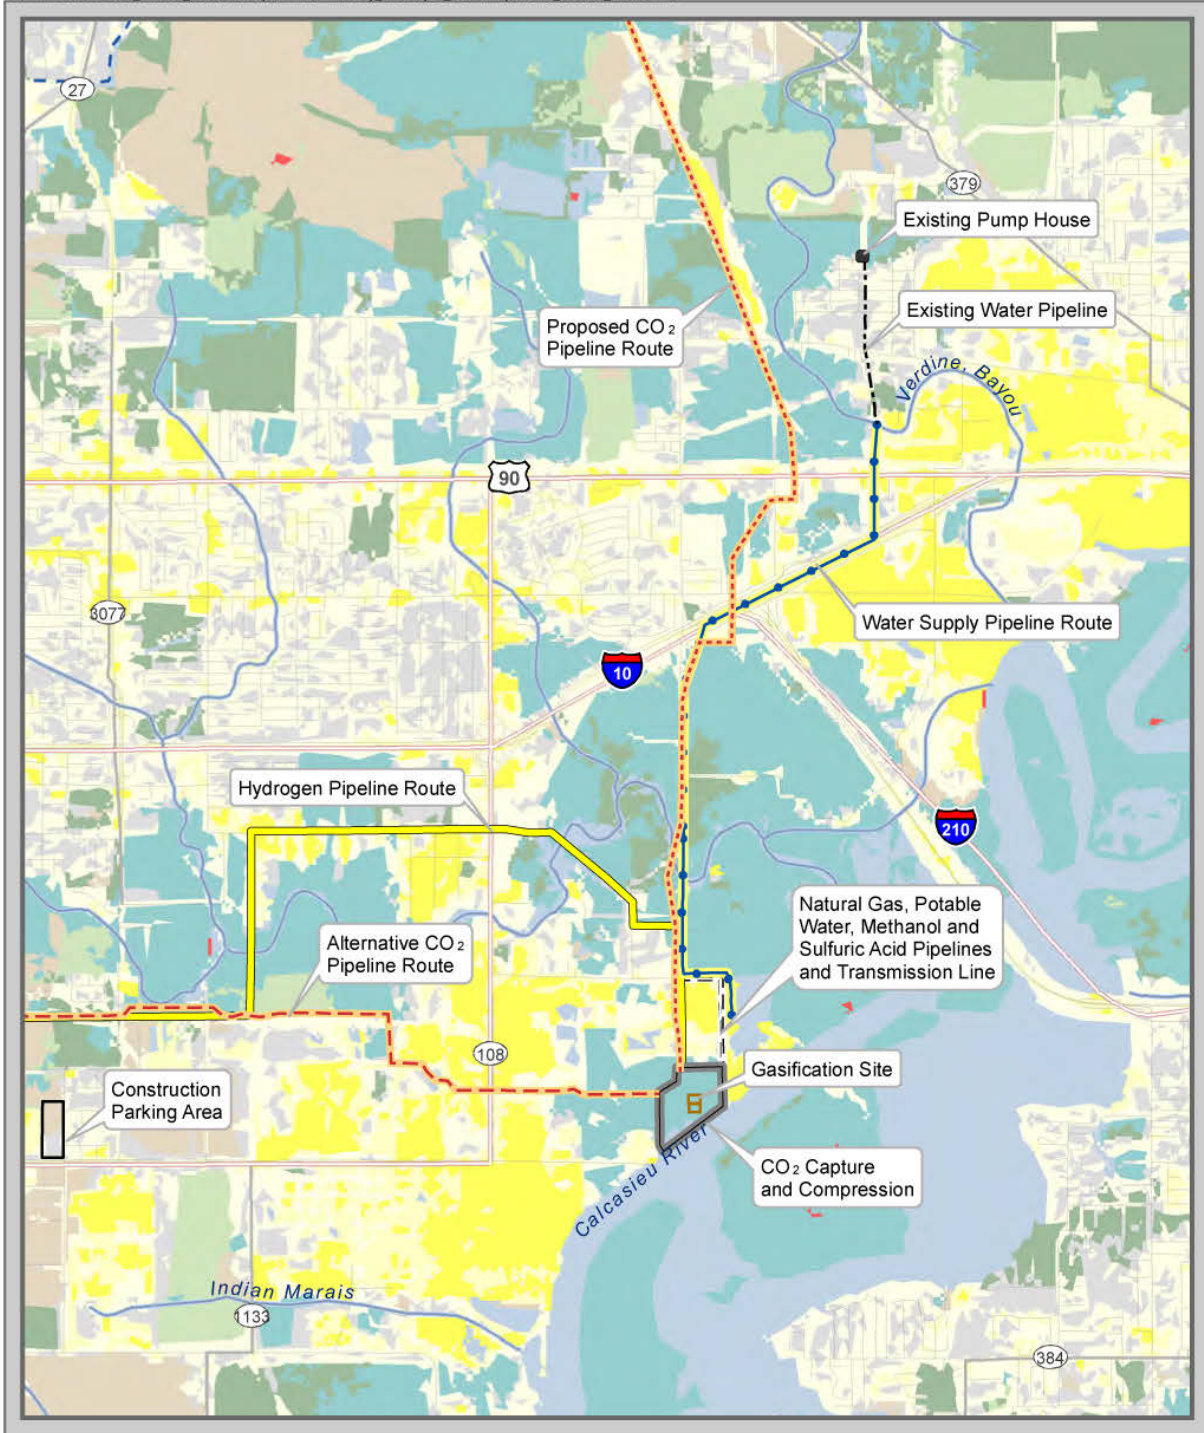 27
379
Existing Pump House
Existing Water Pipeline
Proposed CO₂
Pipeline Route
Verdine, Bayou
90
3077
Water Supply Pipeline Route
10
Hydrogen Pipeline Route
210
Natural Gas, Potable
Water, Methanol and
Sulfuric Acid Pipelines
and Transmission Line
Alternative CO₂
Pipeline Route
108
Gasification Site
Construction
Parking Area
CO₂ Capture
and Compression
Calcasieu River
Indian Marais
1133
384